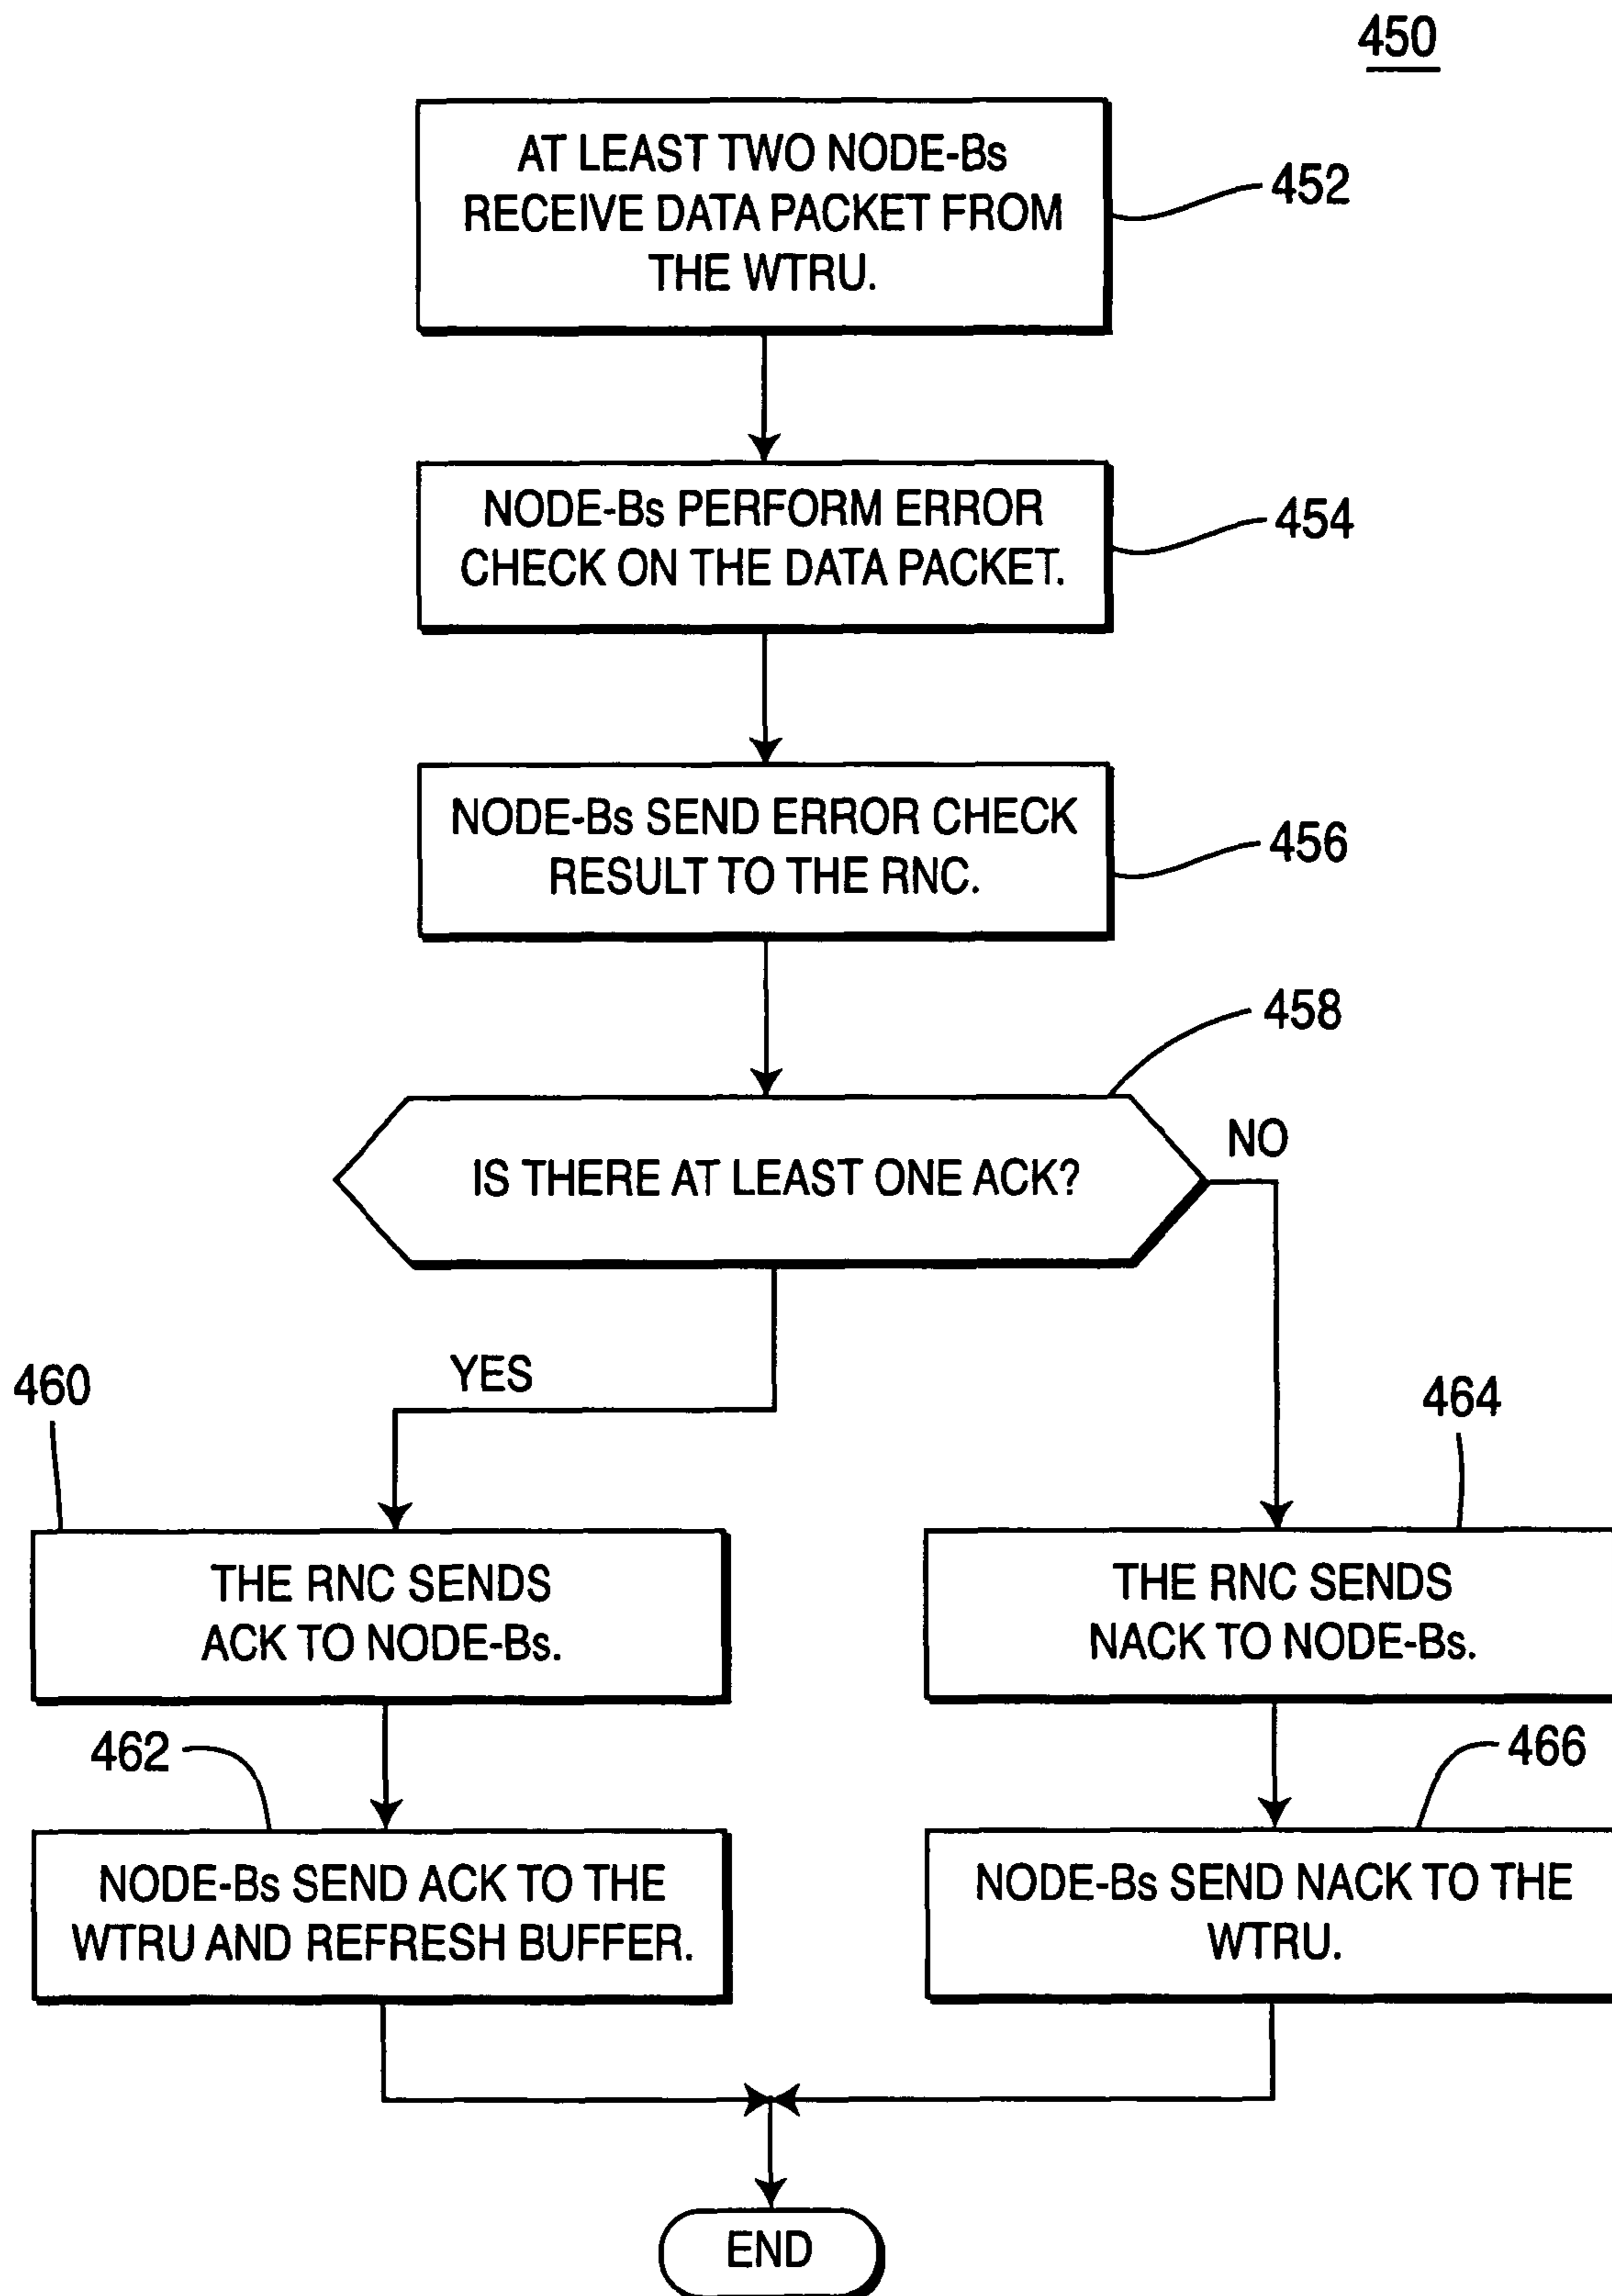 450
AT LEAST TWO NODE-Bs
RECEIVE DATA PACKET FROM
THE WTRU.
452
NODE-Bs PERFORM ERROR
CHECK ON THE DATA PACKET.
454
NODE-Bs SEND ERROR CHECK
RESULT TO THE RNC.
456
458
IS THERE AT LEAST ONE ACK?
NO
YES
460
464
THE RNC SENDS
ACK TO NODE-Bs.
THE RNC SENDS
NACK TO NODE-Bs.
462
466
NODE-Bs SEND ACK TO THE
WTRU AND REFRESH BUFFER.
NODE-Bs SEND NACK TO THE
WTRU.
END